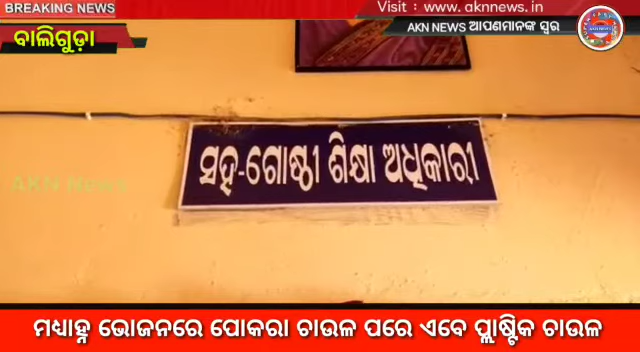 BREAKING NEWS
Visit : www. aknnews. in
AKN NEWS ଆପଣମାନଙ୍କ ସ୍ୱର
ବାଲିଗୁଡ଼ା
ସହ-ଗୋଷ୍ଠୀ ଶିକ୍ଷା ଅଧିକାରୀ
AKN News
ମଧ୍ୟାହ୍ନ ଭୋଜନରେ ପୋକରା ଚାଉଳ ପରେ ଏବେ ପ୍ଲାଷ୍ଟିକ ଚାଉଳ